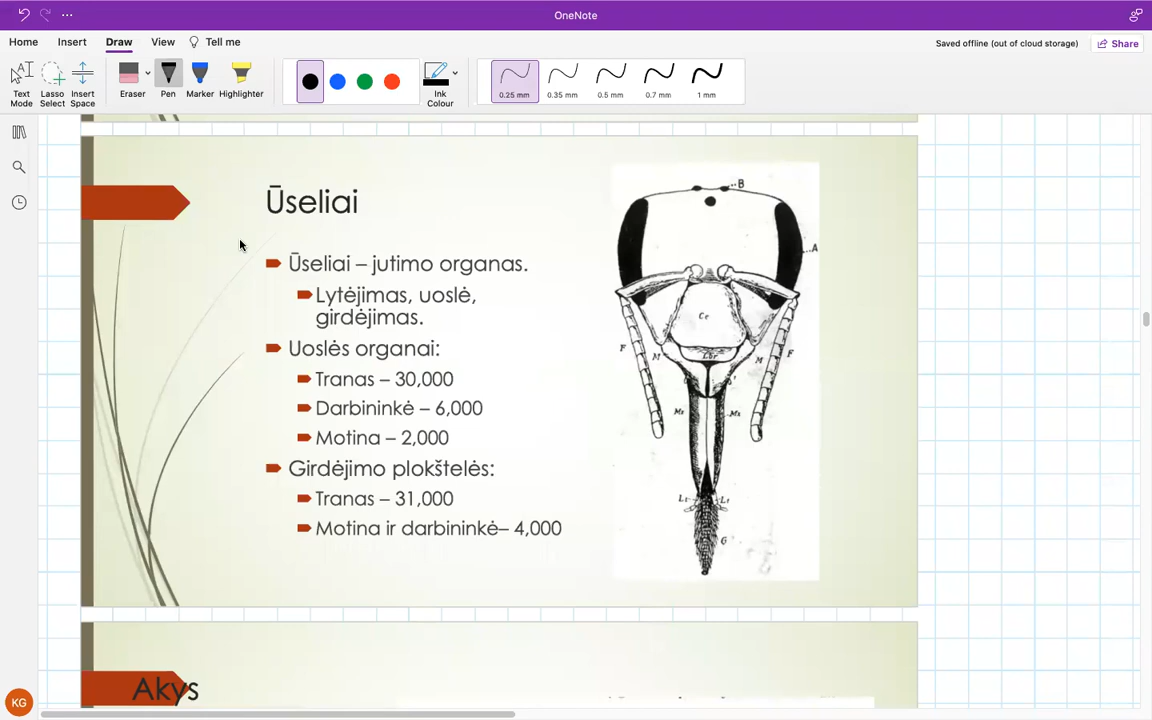 OneNote
Home Insert Draw View Tell me
Saved offline (out of cloud storage) Share
Text Mode
Lasso Select
Insert Space
Eraser
Pen
Marker
Highlighter
Ink Colour
0.25 mm
0.35 mm
0.5 mm
0.7 mm
1 mm
Ūseliai
Ūseliai – jutimo organas.
Lytėjimas, uoslė,
girdėjimas.
Uoslės organai:
Tranas – 30,000
Darbininkė – 6,000
Motina – 2,000
Girdėjimo plokštelės:
Tranas – 31,000
Motina ir darbininkė– 4,000
B
A
Lbr
F M M F
Mx Mx
G
Akys
KG